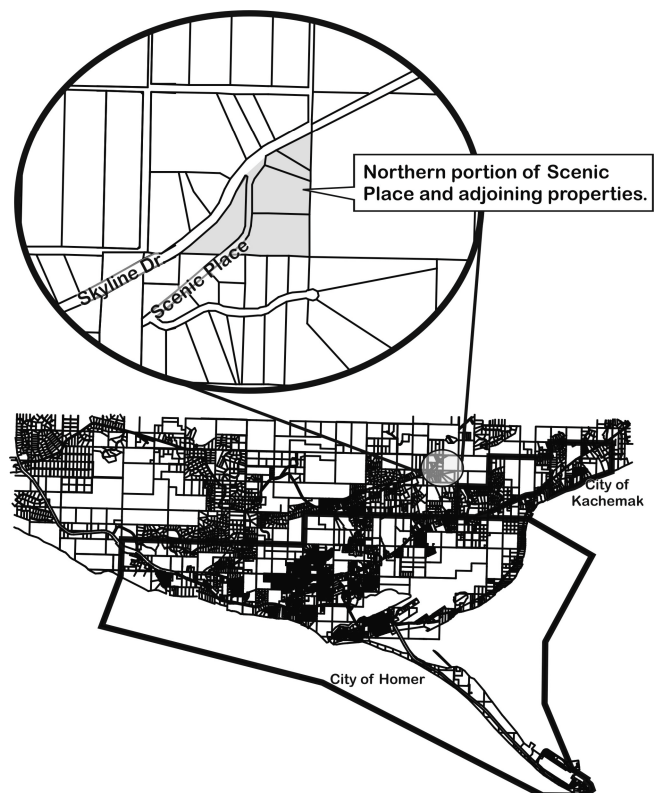 Northern portion of Scenic
Place and adjoining properties.
Skyline Dr
Scenic Place
City of
Kachemak
City of Homer